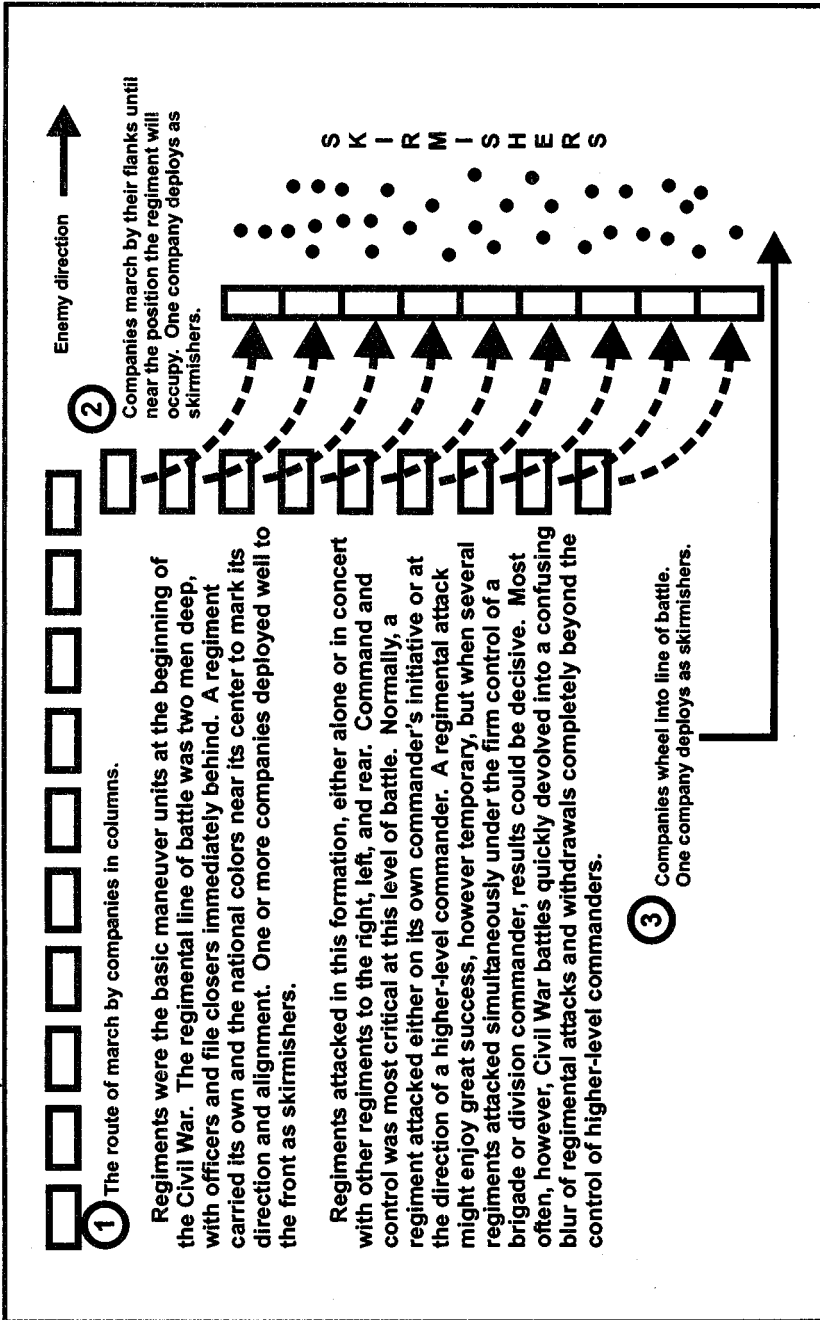 1
The route of march by companies in columns.
Enemy direction
2
Companies march by their flanks until
near the position the regiment will
occupy. One company deploys as
skirmishers.
Regiments were the basic maneuver units at the beginning of
the Civil War. The regimental line of battle was two men deep,
with officers and file closers immediately behind. A regiment
carried its own and the national colors near its center to mark its
direction and alignment. One or more companies deployed well to
the front as skirmishers.
Regiments attacked in this formation, either alone or in concert
with other regiments to the right, left, and rear. Command and
control was most critical at this level of battle. Normally, a
regiment attacked either on its own commander's initiative or at
the direction of a higher-level commander. A regimental attack
might enjoy great success, however temporary, but when several
regiments attacked simultaneously under the firm control of a
brigade or division commander, results could be decisive. Most
often, however, Civil War battles quickly devolved into a confusing
blur of regimental attacks and withdrawals completely beyond the
control of higher-level commanders.
SKIRMISHERS
3
Companies wheel into line of battle.
One company deploys as skirmishers.